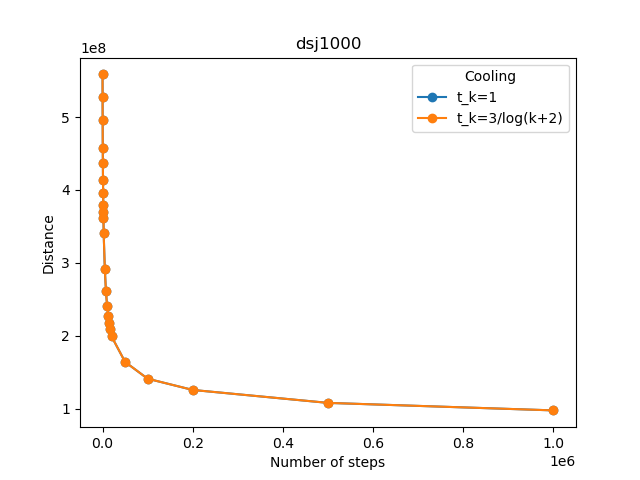 dsj1000
1e8
Cooling
t_k=1
t_k=3/log(k+2)
5
4
3
2
1
Distance
0.0
0.2
0.4
0.6
0.8
1.0
1e6
Number of steps